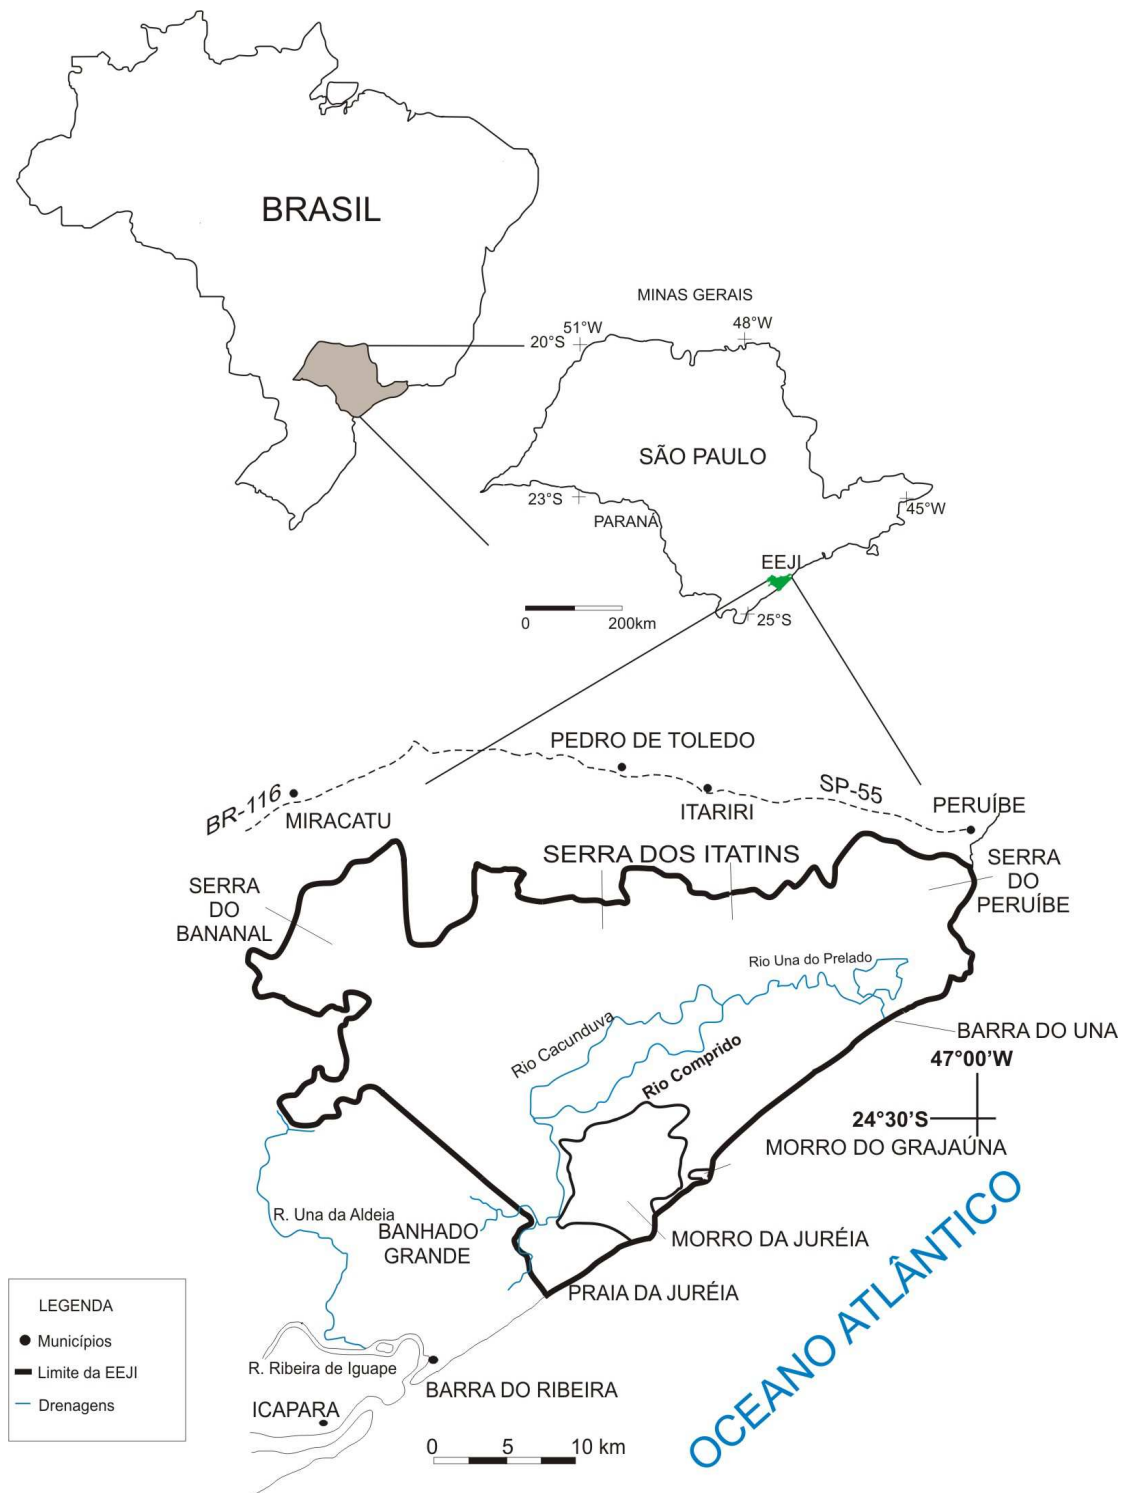 BRASIL
MINAS GERAIS
51°W
48°W
20°S
SÃO PAULO
23°S
PARANÁ
45°W
EEJI
0
200km
25°S
PEDRO DE TOLEDO
BR-116
MIRACATU
ITARIRI
SP-55
PERUÍBE
SERRA DOS ITATINS
SERRA
DO
PERUÍBE
SERRA
DO
BANANAL
Rio Una do Prelado
Rio Cacunduva
Rio Comprido
BARRA DO UNA
47°00'W
24°30'S
MORRO DO GRAJAÚNA
R. Una da Aldeia
BANHADO
GRANDE
MORRO DA JURÉIA
PRAIA DA JURÉIA
OCEANO ATLÂNTICO
LEGENDA
Municípios
Limite da EEJI
Drenagens
R. Ribeira de Iguape
BARRA DO RIBEIRA
ICAPARA
0 5 10 km